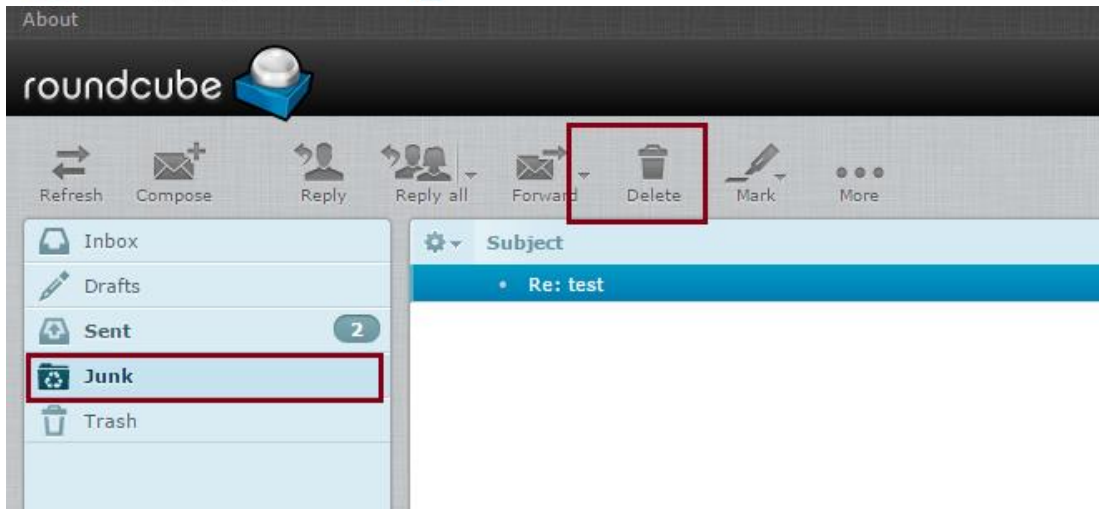 About
roundcube
Refresh Compose Reply Reply all Forward Delete Mark More
Inbox
Drafts
Sent 2
Junk
Trash
Subject
Re: test